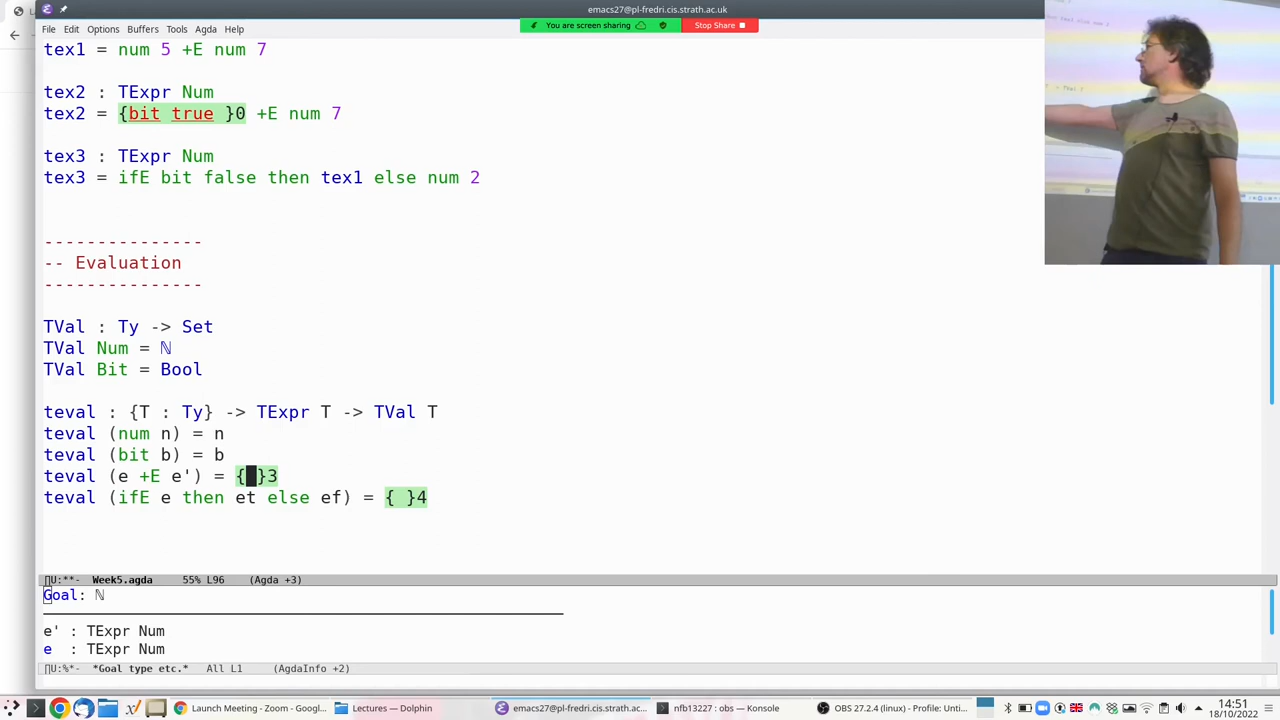 emacs27@pl-fredri.cis.strath.ac.uk
File Edit Options Buffers Tools Agda Help
You are screen sharing
Stop Share
tex1 = num 5 +E num 7
tex2 : TExpr Num
tex2 = {bit true }0 +E num 7
tex3 : TExpr Num
tex3 = ifE bit false then tex1 else num 2
--------------
-- Evaluation
--------------
TVal : Ty -> Set
TVal Num = ℕ
TVal Bit = Bool
teval : {T : Ty} -> TExpr T -> TVal T
teval (num n) = n
teval (bit b) = b
teval (e +E e') = { }3
teval (ifE e then et else ef) = { }4
U:**- Week5.agda 55% L96 (Agda +3)
Goal: ℕ
e' : TExpr Num
e : TExpr Num
U:%*- *Goal type etc.* All L1 (AgdaInfo +2)
Launch Meeting - Zoom - Googl...
Lectures — Dolphin
emacs27@pl-fredri.cis.strath.ac...
nfb13227 : obs — Konsole
OBS 27.2.4 (linux) - Profile: Unti...
14:51
18/10/2022